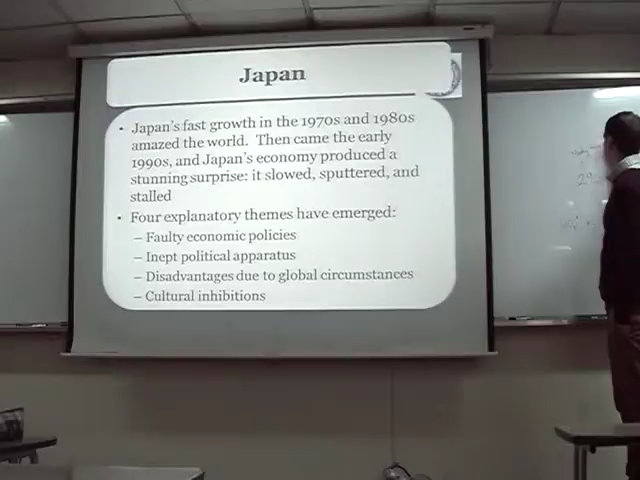 Japan
• Japan's fast growth in the 1970s and 1980s
amazed the world. Then came the early
1990s, and Japan's economy produced a
stunning surprise: it slowed, sputtered, and
stalled
• Four explanatory themes have emerged:
– Faulty economic policies
– Inept political apparatus
– Disadvantages due to global circumstances
– Cultural inhibitions